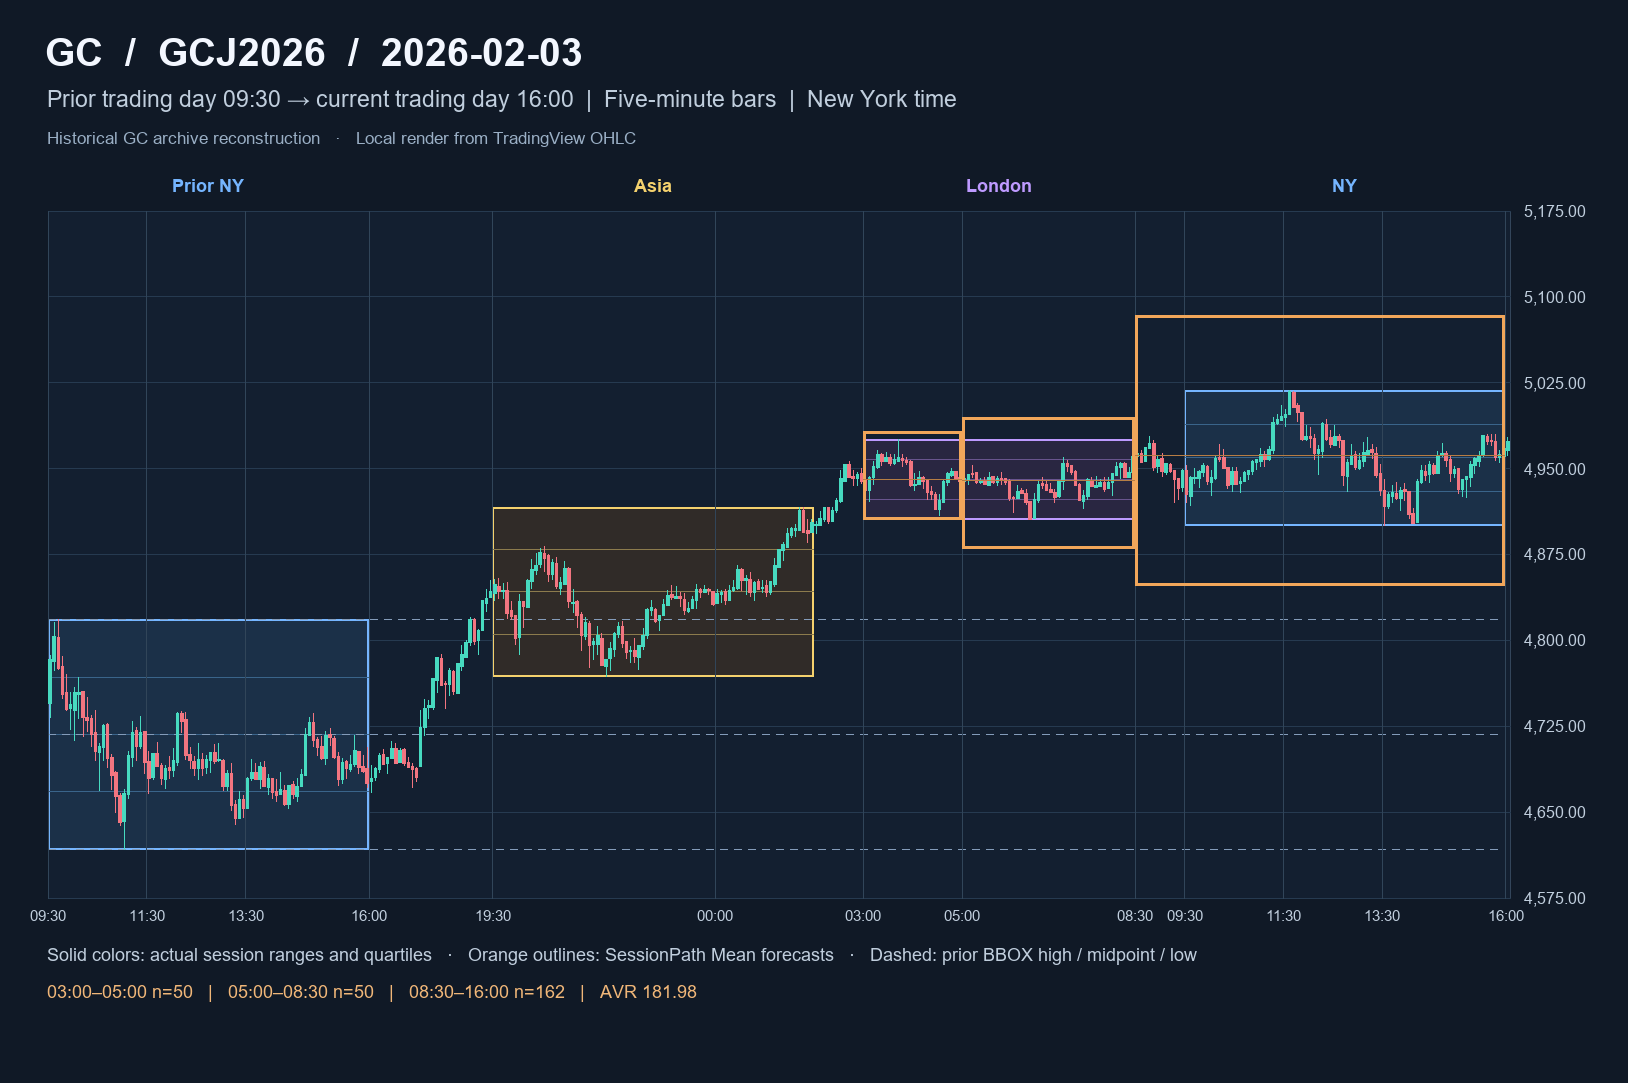 GC / GCJ2026 / 2026-02-03
Prior trading day 09:30 → current trading day 16:00 | Five-minute bars | New York time
Historical GC archive reconstruction · Local render from TradingView OHLC
Prior NY Asia London NY
5,175.00
5,100.00
5,025.00
4,950.00
4,875.00
4,800.00
4,725.00
4,650.00
4,575.00
09:30 11:30 13:30 16:00 19:30 00:00 03:00 05:00 08:30 09:30 11:30 13:30 16:00
Solid colors: actual session ranges and quartiles · Orange outlines: SessionPath Mean forecasts · Dashed: prior BBOX high / midpoint / low
03:00–05:00 n=50 | 05:00–08:30 n=50 | 08:30–16:00 n=162 | AVR 181.98